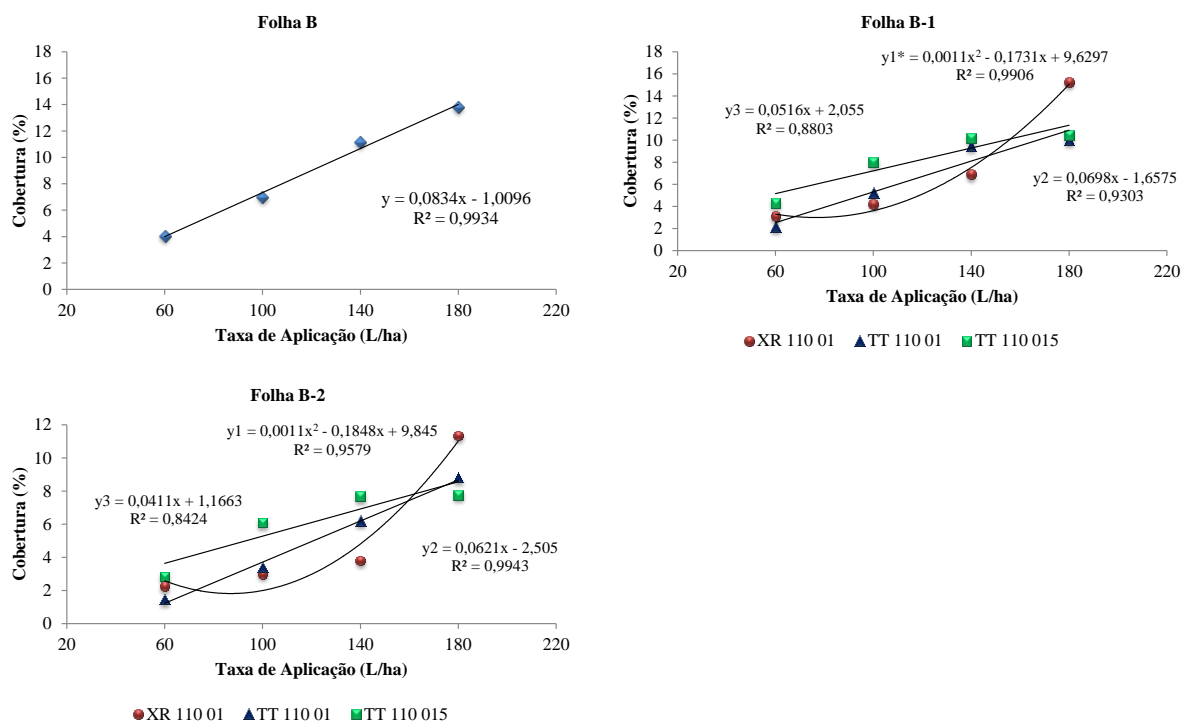 Folha B
18
16
14
12
10
8
6
4
2
0
Cobertura (%)
y = 0,0834x - 1,0096
R² = 0,9934
20 60 100 140 180 220
Taxa de Aplicação (L/ha)
Folha B-1
y1* = 0,0011x² - 0,1731x + 9,6297
R² = 0,9906
18
16
14
12
10
8
6
4
2
0
Cobertura (%)
y3 = 0,0516x + 2,055
R² = 0,8803
y2 = 0,0698x - 1,6575
R² = 0,9303
20 60 100 140 180 220
Taxa de Aplicação (L/ha)
XR 110 01 TT 110 01 TT 110 015
Folha B-2
y1 = 0,0011x² - 0,1848x + 9,845
R² = 0,9579
12
10
8
6
4
2
0
Cobertura (%)
y3 = 0,0411x + 1,1663
R² = 0,8424
y2 = 0,0621x - 2,505
R² = 0,9943
20 60 100 140 180 220
Taxa de Aplicação (L/ha)
XR 110 01 TT 110 01 TT 110 015